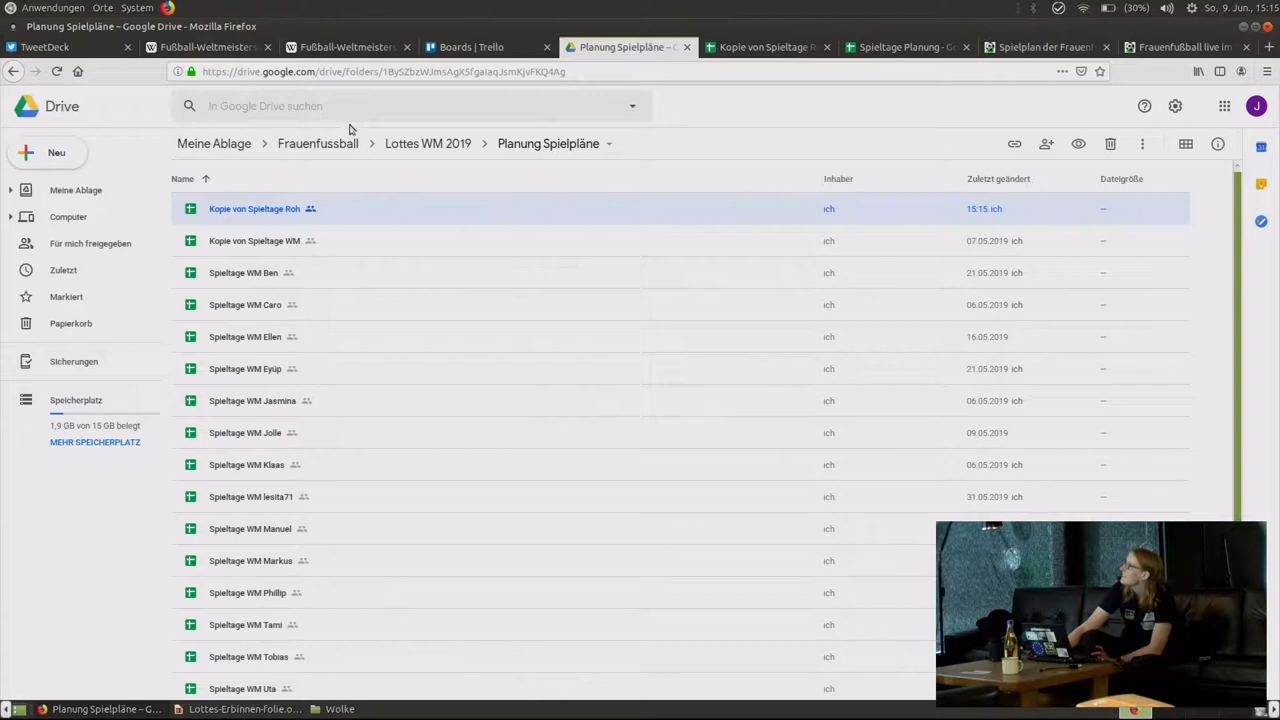 Anwendungen Orte System (30%) So, 9. Jun., 15:15
Planung Spielpläne – Google Drive - Mozilla Firefox
TweetDeck × Fußball-Weltmeisters × Fußball-Weltmeisters × Boards | Trello × Planung Spielpläne – G × Kopie von Spieltage R × Spieltage Planung - Go × Spielplan der Frauenf × Frauenfußball live im ×
Drive
In Google Drive suchen
J
Meine Ablage > Frauenfussball > Lottes WM 2019 > Planung Spielpläne
Neu
Meine Ablage
Computer
Für mich freigegeben
Zuletzt
Markiert
Papierkorb
Sicherungen
Speicherplatz
1,9 GB von 15 GB belegt
MEHR SPEICHERPLATZ
Name Inhaber Zuletzt geändert Dateigröße
Kopie von Spieltage Roh ich 15:15 ich –
Kopie von Spieltage WM ich 07.05.2019 ich –
Spieltage WM Ben ich 21.05.2019 ich –
Spieltage WM Caro ich 06.05.2019 ich –
Spieltage WM Ellen ich 16.05.2019 –
Spieltage WM Eyüp ich 21.05.2019 ich –
Spieltage WM Jasmina ich 06.05.2019 ich –
Spieltage WM Jolle ich 09.05.2019 –
Spieltage WM Klaas ich 06.05.2019 ich –
Spieltage WM lesita71 ich 31.05.2019 ich –
Spieltage WM Manuel ich
Spieltage WM Markus ich
Spieltage WM Phillip ich
Spieltage WM Tami ich
Spieltage WM Tobias ich
Spieltage WM Uta ich
Planung Spielpläne – G... Lottes-Erbinnen-folie.o... Wolke